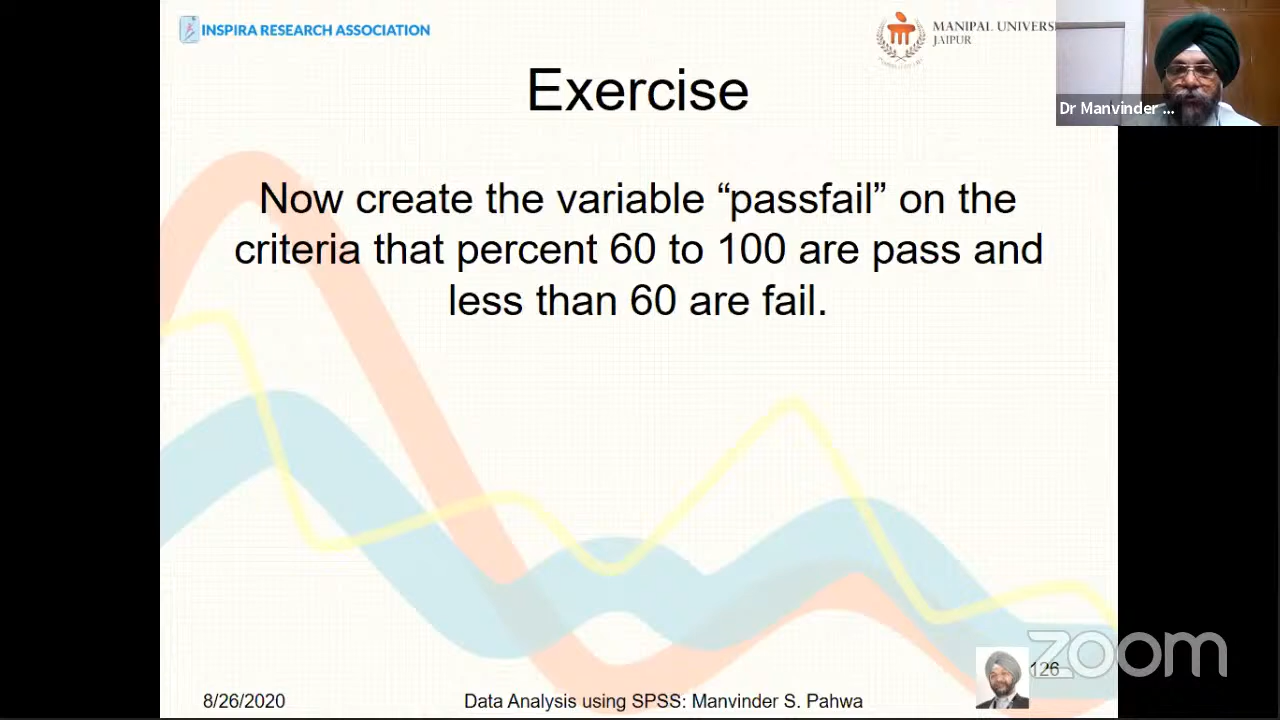 INSPIRA RESEARCH ASSOCIATION
MANIPAL UNIVERS
JAIPUR
Dr Manvinder ...
Exercise
Now create the variable “passfail” on the
criteria that percent 60 to 100 are pass and
less than 60 are fail.
zoom
126
8/26/2020
Data Analysis using SPSS: Manvinder S. Pahwa